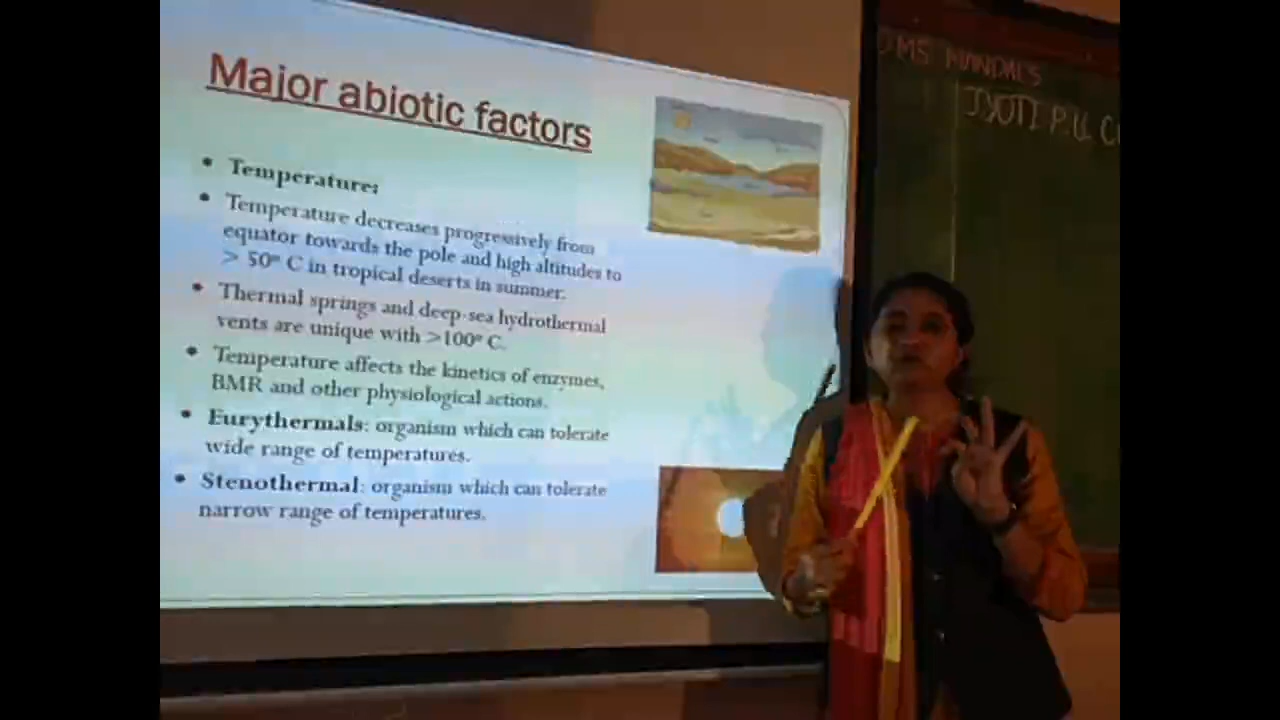 Major abiotic factors
• Temperature:
• Temperature decreases progressively from
equator towards the pole and high altitudes to
> 50° C in tropical deserts in summer.
• Thermal springs and deep-sea hydrothermal
vents are unique with >100° C.
• Temperature affects the kinetics of enzymes,
BMR and other physiological actions.
• Eurythermals: organism which can tolerate
wide range of temperatures.
• Stenothermal: organism which can tolerate
narrow range of temperatures.
MS MANDAL'S
JYOTI P.U. C